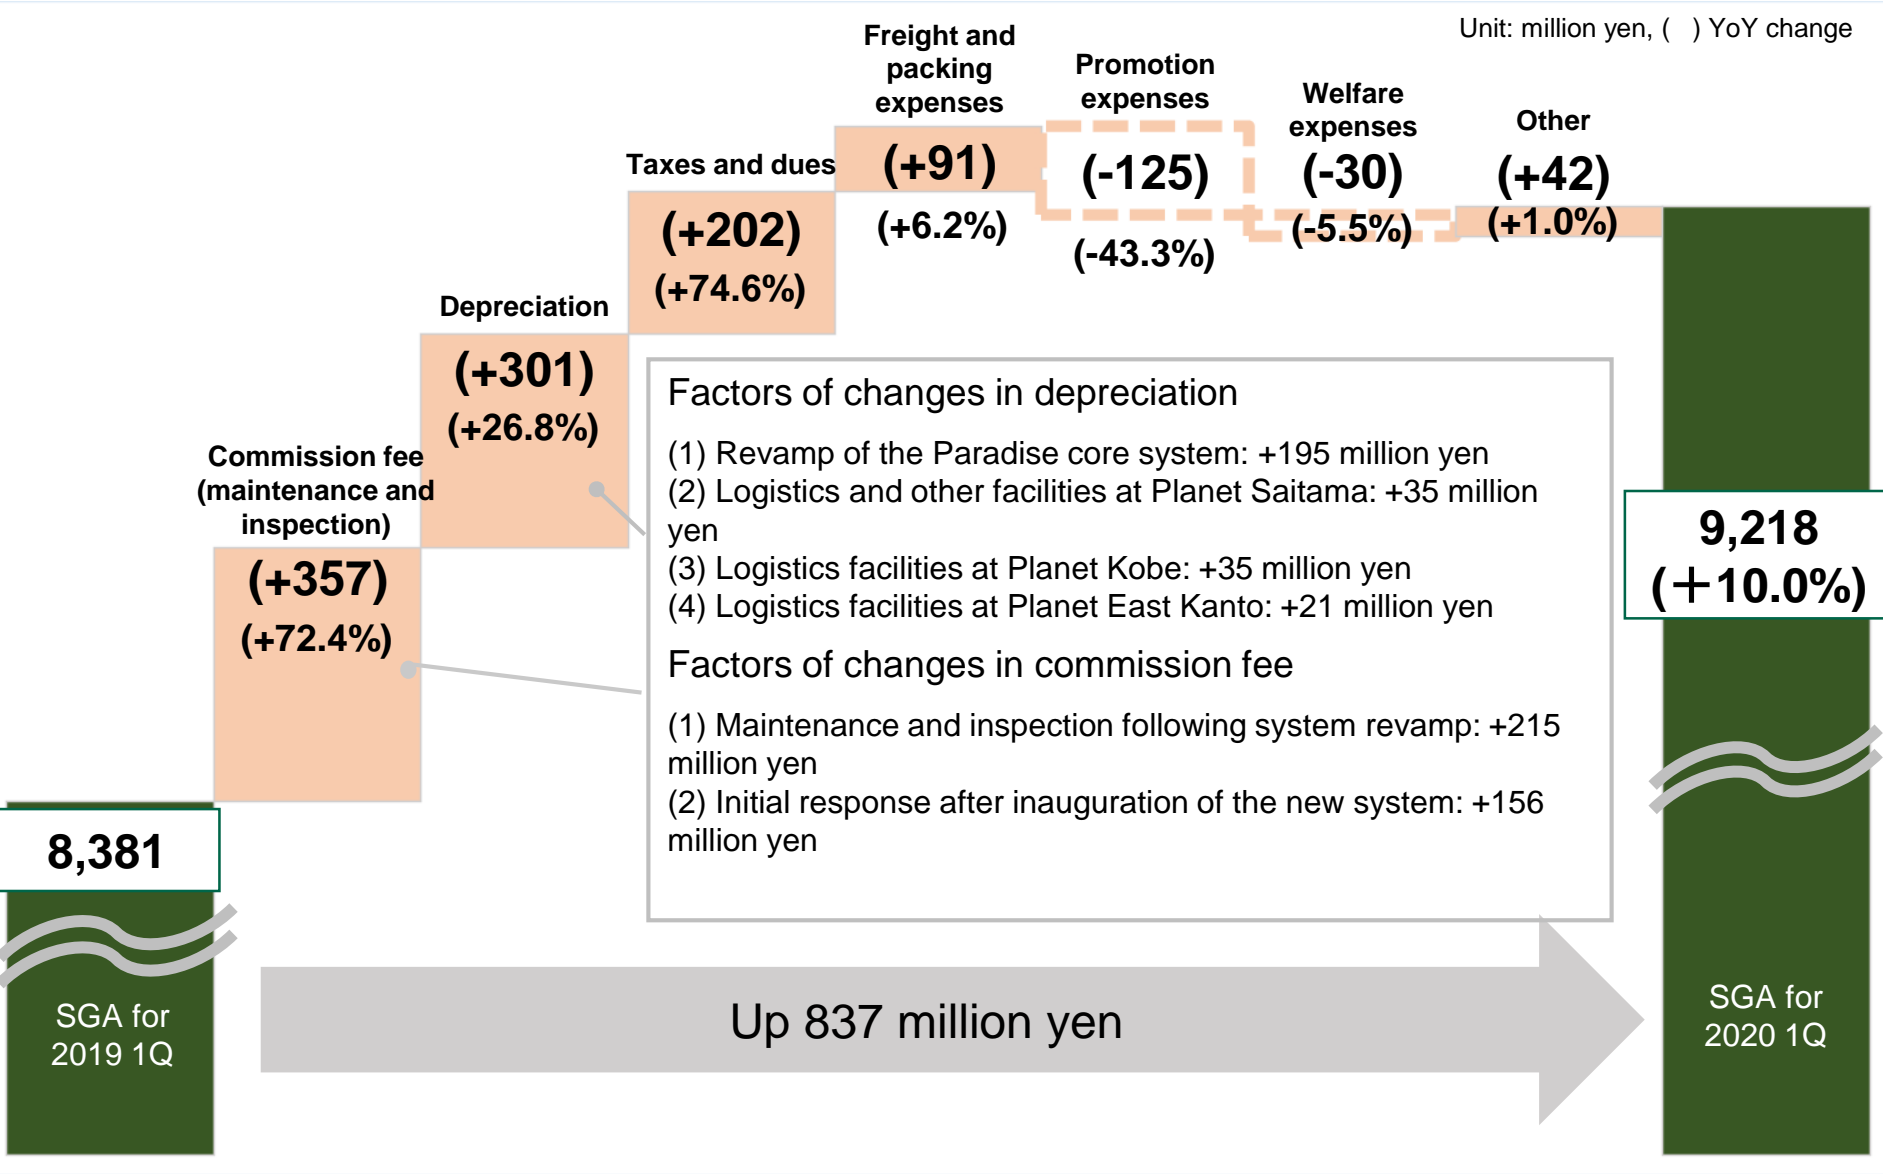 Unit: million yen, (   ) YoY change
Freight and
packing
expenses
(+91)
(+6.2%)
Promotion
expenses
(-125)
(-43.3%)
Welfare
expenses
(-30)
(-5.5%)
Other
(+42)
(+1.0%)
Taxes and dues
(+202)
(+74.6%)
Depreciation
(+301)
(+26.8%)
Commission fee
(maintenance and
inspection)
(+357)
(+72.4%)
Factors of changes in depreciation
(1) Revamp of the Paradise core system: +195 million yen
(2) Logistics and other facilities at Planet Saitama: +35 million
yen
(3) Logistics facilities at Planet Kobe: +35 million yen
(4) Logistics facilities at Planet East Kanto: +21 million yen
Factors of changes in commission fee
(1) Maintenance and inspection following system revamp: +215
million yen
(2) Initial response after inauguration of the new system: +156
million yen
9,218
(＋10.0%)
8,381
SGA for
2019 1Q
Up 837 million yen
SGA for
2020 1Q